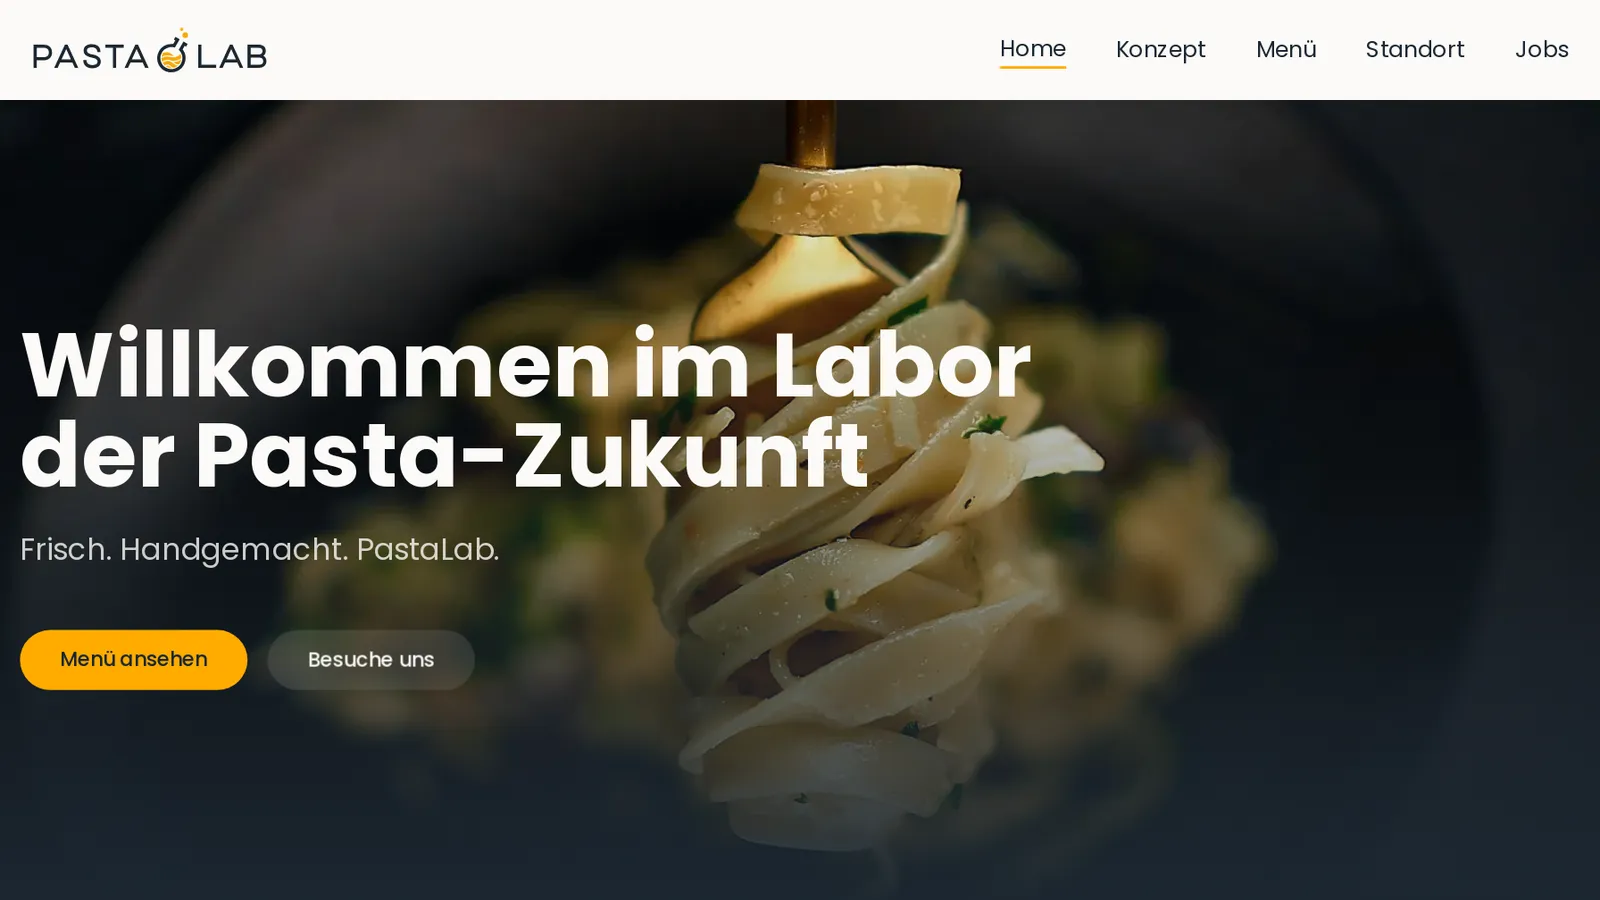 PASTA LAB
Home
Konzept
Menü
Standort
Jobs
Willkommen im Labor
der Pasta-Zukunft
Frisch. Handgemacht. PastaLab.
Menü ansehen
Besuche uns